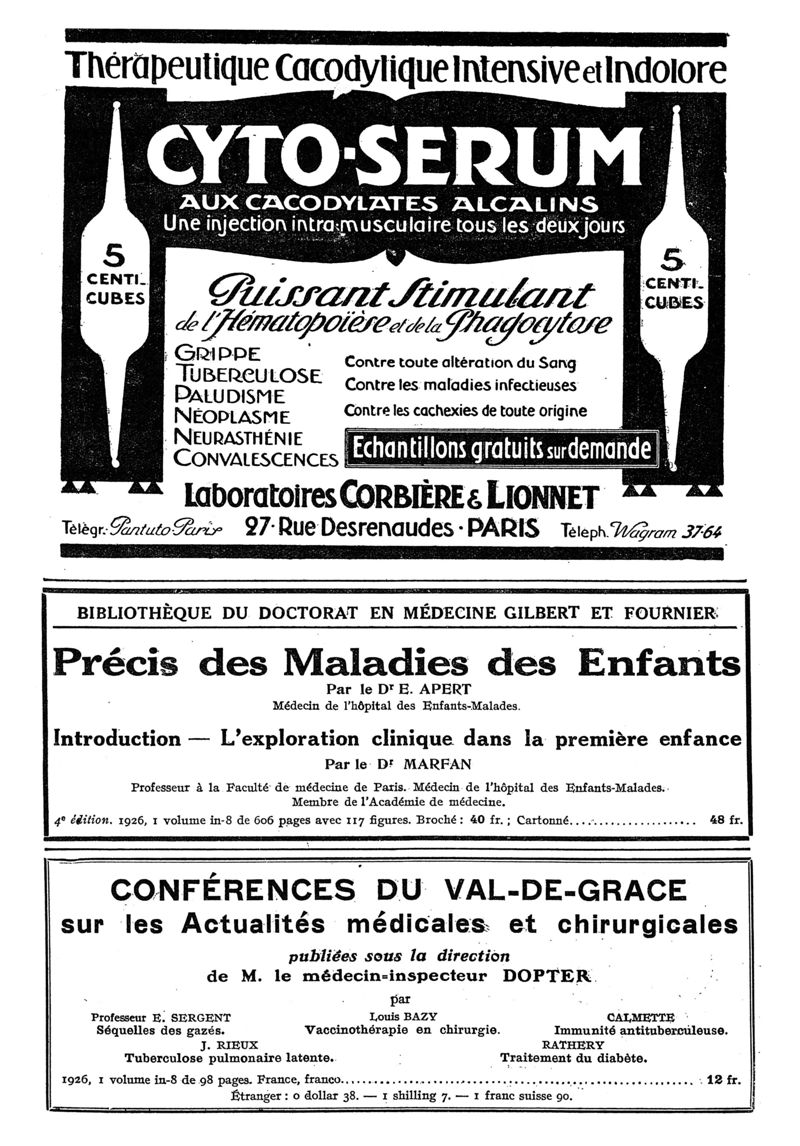 Thérapeutique Cacodylique Intensive et Indolore
CYTO-SERUM
AUX CACODYLATES ALCALINS
Une injection intra-musculaire tous les deux jours
5
CENTI-
CUBES
5
CENTI-
CUBES
Puissant Stimulant
de l'Hématopoïèse et de la Phagocytose
GRIPPE
TUBERCULOSE
PALUDISME
NÉOPLASME
NEURASTHÉNIE
CONVALESCENCES
Contre toute altération du Sang
Contre les maladies infectieuses
Contre les cachexies de toute origine
Echantillons gratuits sur demande
Laboratoires CORBIÈRE & LIONNET
Télégr. Pantuto-Paris 27·Rue Desrenaudes·PARIS Téleph. Wagram 37-64
BIBLIOTHÈQUE DU DOCTORAT EN MÉDECINE GILBERT ET FOURNIER
Précis des Maladies des Enfants
Par le Dr E. APERT
Médecin de l'hôpital des Enfants-Malades.
Introduction — L'exploration clinique dans la première enfance
Par le Dr MARFAN
Professeur à la Faculté de médecine de Paris. Médecin de l'hôpital des Enfants-Malades.
Membre de l'Académie de médecine.
4e édition. 1926, 1 volume in-8 de 606 pages avec 117 figures. Broché : 40 fr. ; Cartonné..................... 48 fr.
CONFÉRENCES DU VAL-DE-GRACE
sur les Actualités médicales et chirurgicales
publiées sous la direction
de M. le médecin=inspecteur DOPTER
par
Professeur E. SERGENT Louis BAZY CALMETTE
Séquelles des gazés. Vaccinothérapie en chirurgie. Immunité antituberculeuse.
J. RIEUX RATHERY
Tuberculose pulmonaire latente. Traitement du diabète.
1926, 1 volume in-8 de 98 pages. France, franco........................................................ 12 fr.
Étranger : 0 dollar 38. — 1 shilling 7. — 1 franc suisse 90.